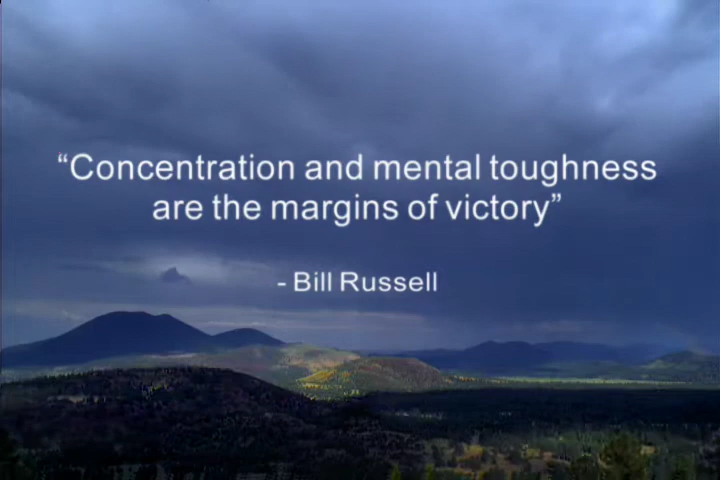 “Concentration and mental toughness
are the margins of victory”
- Bill Russell